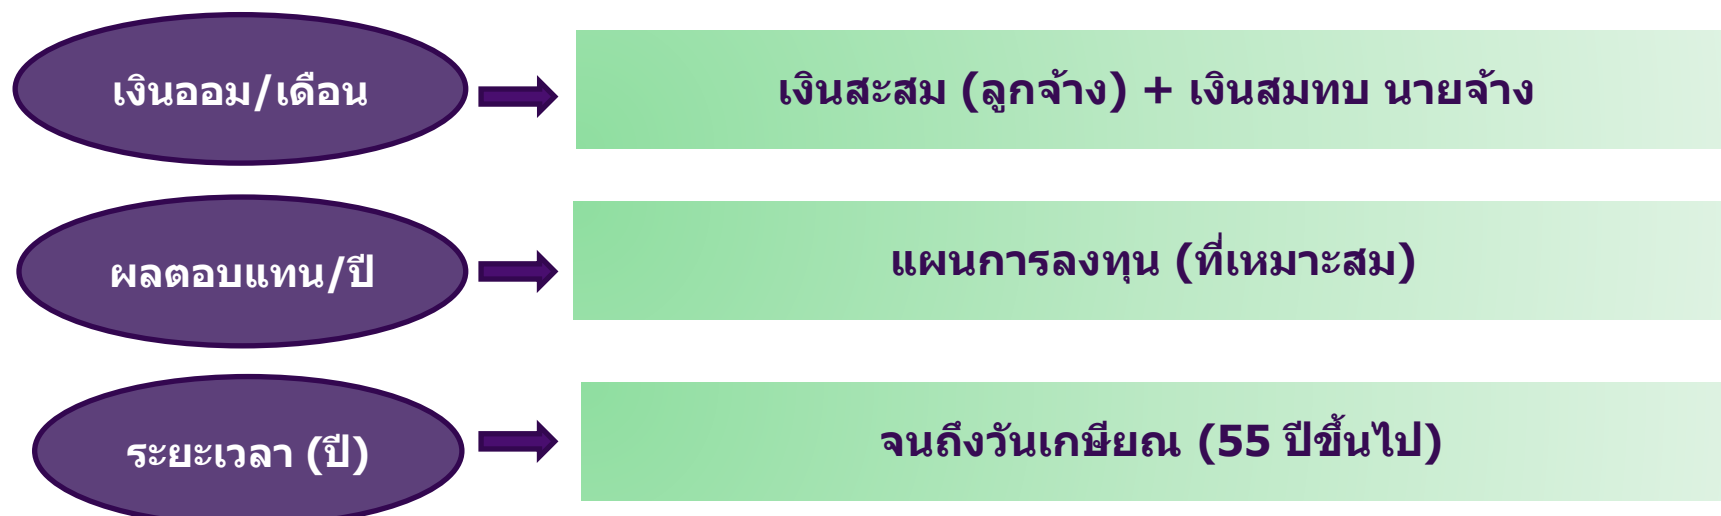 เงินออม/เดือน
เงินสะสม (ลูกจ้าง) + เงินสมทบ นายจ้าง
ผลตอบแทน/ปี
แผนการลงทุน (ที่เหมาะสม)
ระยะเวลา (ปี)
จนถึงวันเกษียณ (55 ปีขึ้นไป)